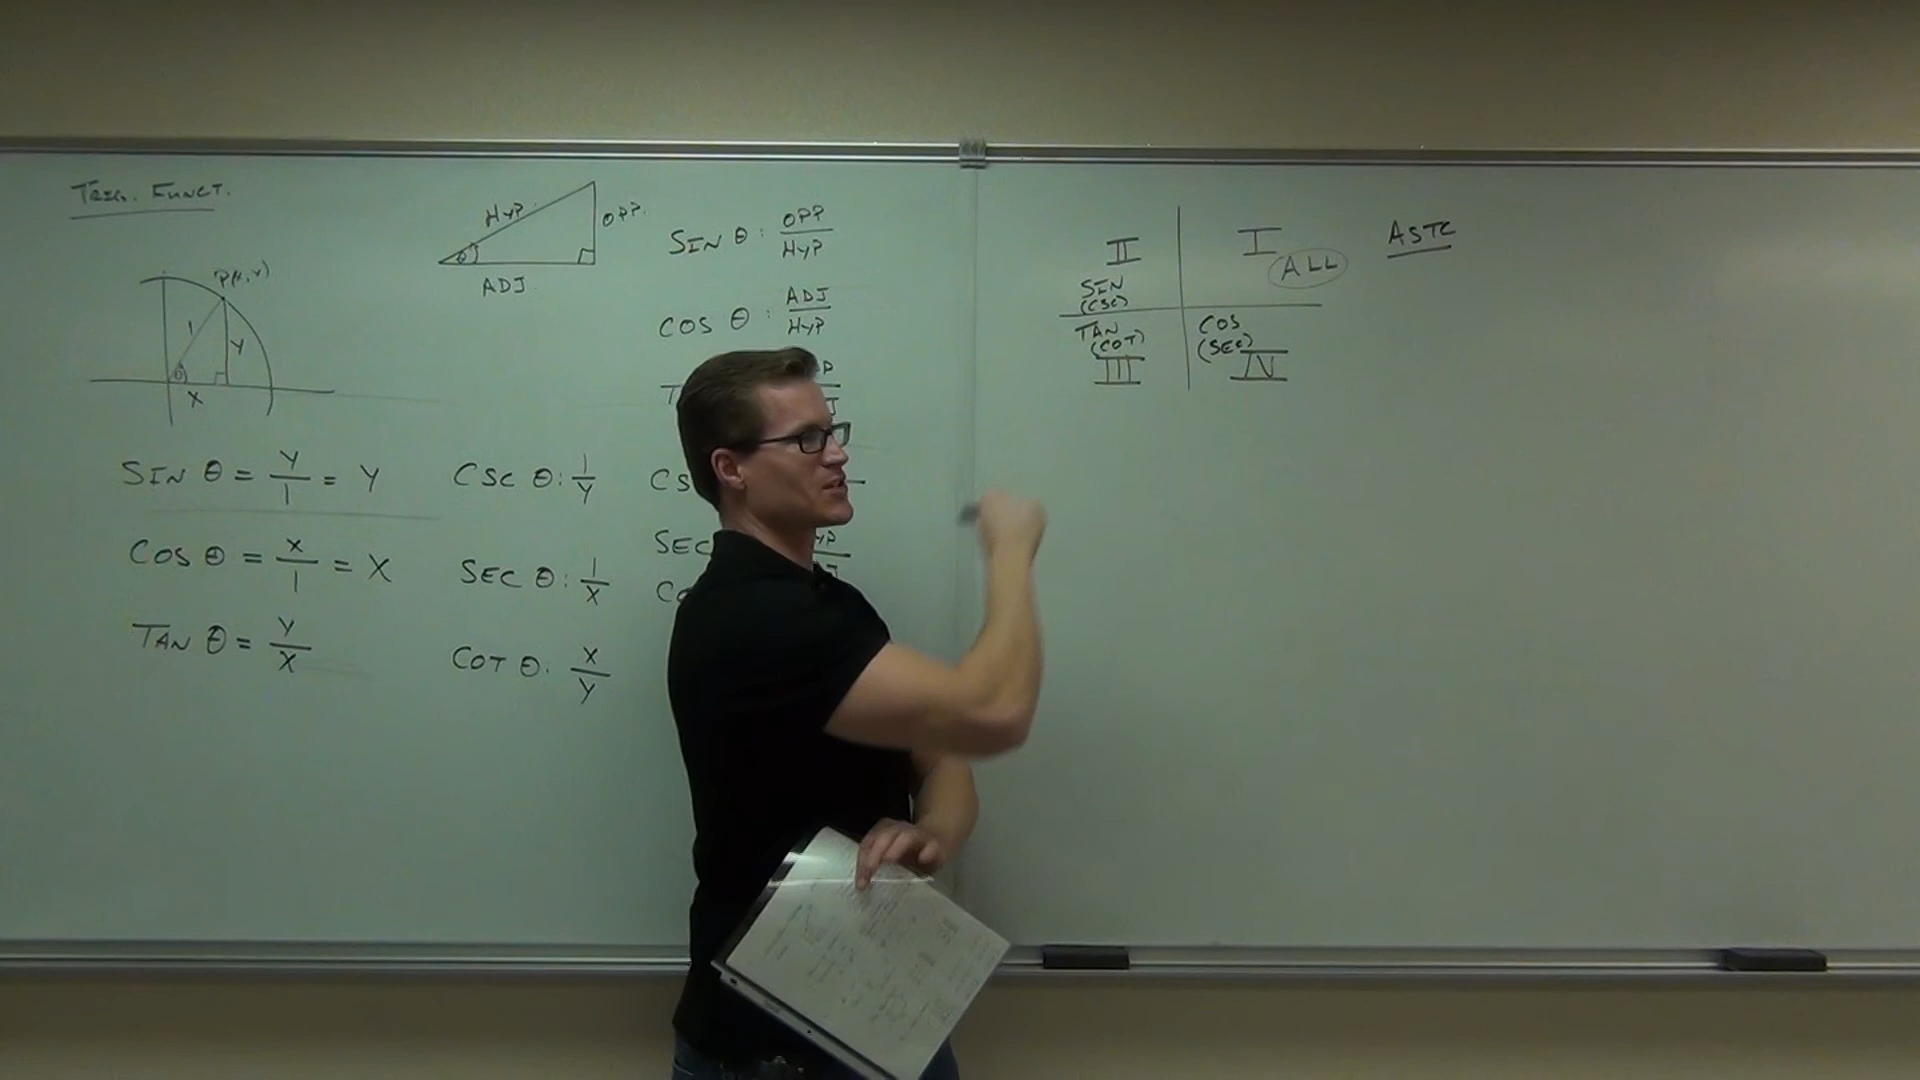 TRIG. FUNCT.
HYP.
OPP.
θ
ADJ
P(X,Y)
1
Y
θ
X
SIN θ = Y/1 = Y
COS θ = X/1 = X
TAN θ = Y/X
CSC θ: 1/Y
SEC θ: 1/X
COT θ: X/Y
SIN θ: OPP/HYP
COS θ: ADJ/HYP
SEC
II
SIN
(CSC)
I
ALL
TAN
(COT)
III
COS
(SEC)
IV
ASTC